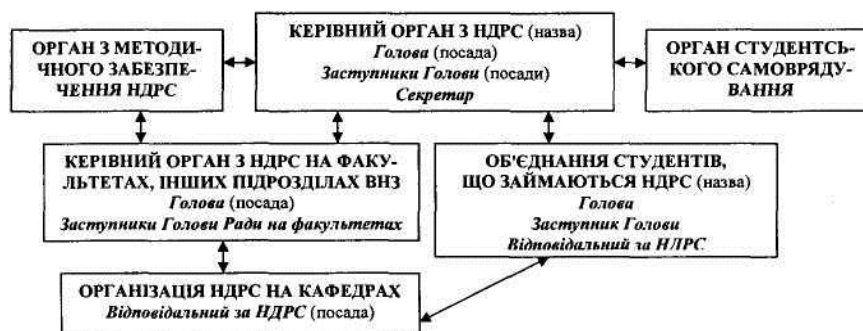 ОРГАН З МЕТОДИ-
ЧНОГО ЗАБЕЗПЕ-
ЧЕННЯ НДРС
КЕРІВНИЙ ОРГАН З НДРС (назва)
Голова (посада)
Заступники Голови (посади)
Секретар
ОРГАН СТУДЕНТСЬ-
КОГО САМОВРЯДУ-
ВАННЯ
КЕРІВНИЙ ОРГАН З НДРС НА ФАКУ-
ЛЬТЕТАХ, ІНШИХ ПІДРОЗДІЛАХ ВНЗ
Голова (посада)
Заступники Голови Ради на факультетах
ОБ'ЄДНАННЯ СТУДЕНТІВ,
ЩО ЗАЙМАЮТЬСЯ НДРС (назва)
Голова
Заступник Голови
Відповідальний за НДРС
ОРГАНІЗАЦІЯ НДРС НА КАФЕДРАХ
Відповідальний за НДРС (посада)